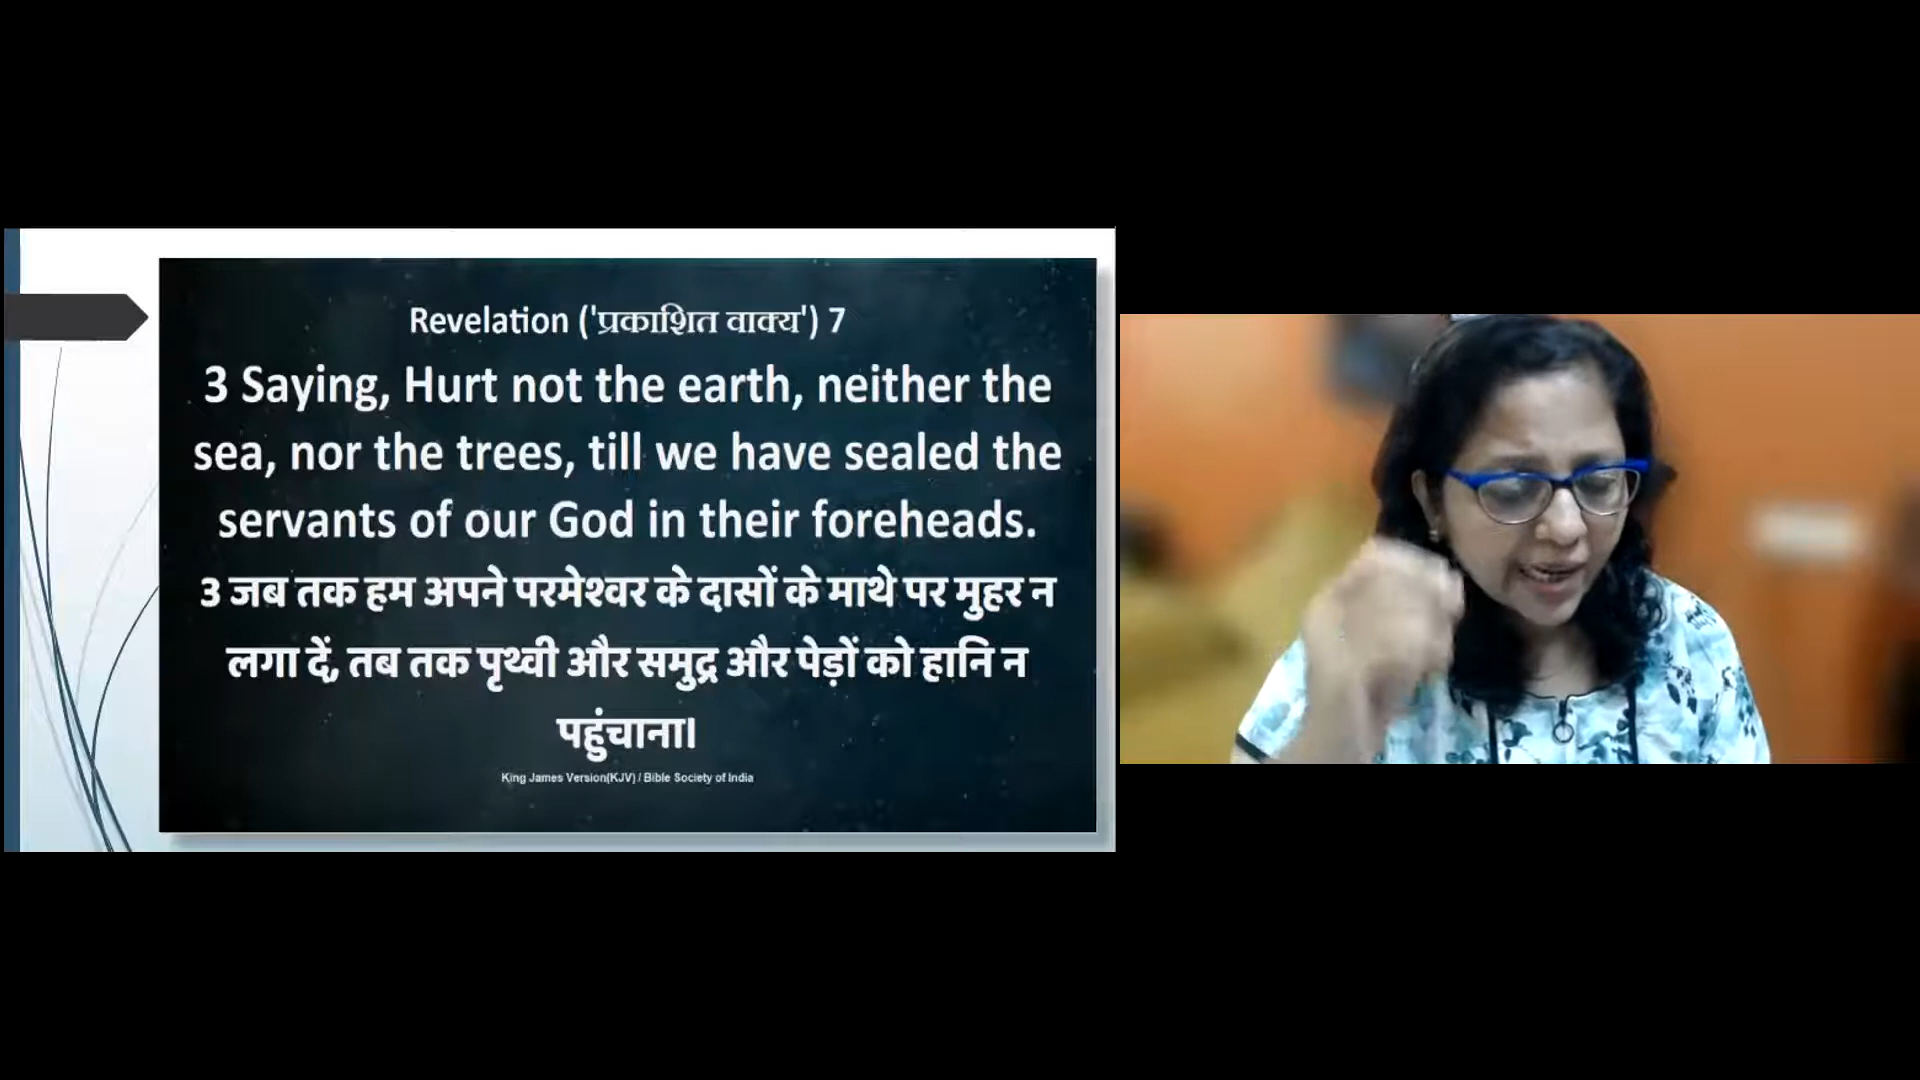 Revelation ('प्रकाशित वाक्य') 7
3 Saying, Hurt not the earth, neither the
sea, nor the trees, till we have sealed the
servants of our God in their foreheads.
3 जब तक हम अपने परमेश्वर के दासों के माथे पर मुहर न
लगा दें, तब तक पृथ्वी और समुद्र और पेड़ों को हानि न
पहुंचाना।
King James Version(KJV) / Bible Society of India